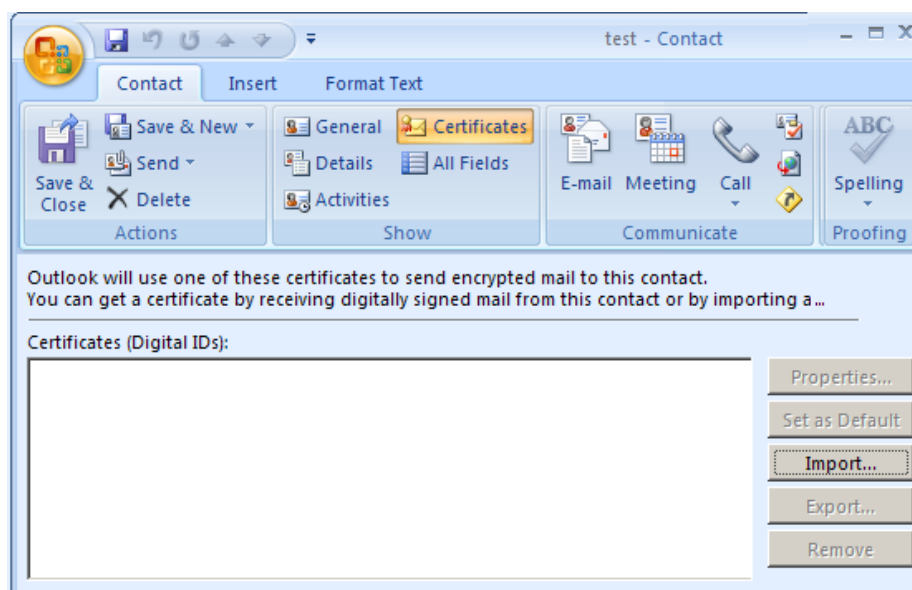 test - Contact
Contact Insert Format Text
Save & Close
Save & New
Send
Delete
Actions
General
Details
Activities
Certificates
All Fields
Show
E-mail
Meeting
Call
Communicate
ABC
Spelling
Proofing
Outlook will use one of these certificates to send encrypted mail to this contact.
You can get a certificate by receiving digitally signed mail from this contact or by importing a...
Certificates (Digital IDs):
Properties...
Set as Default
Import...
Export...
Remove